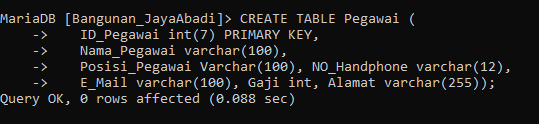 MariaDB [Bangunan_JayaAbadi]> CREATE TABLE Pegawai (
    ->     ID_Pegawai int(7) PRIMARY KEY,
    ->     Nama_Pegawai varchar(100),
    ->     Posisi_Pegawai Varchar(100), NO_Handphone varchar(12),
    ->     E_Mail varchar(100), Gaji int, Alamat varchar(255));
Query OK, 0 rows affected (0.088 sec)